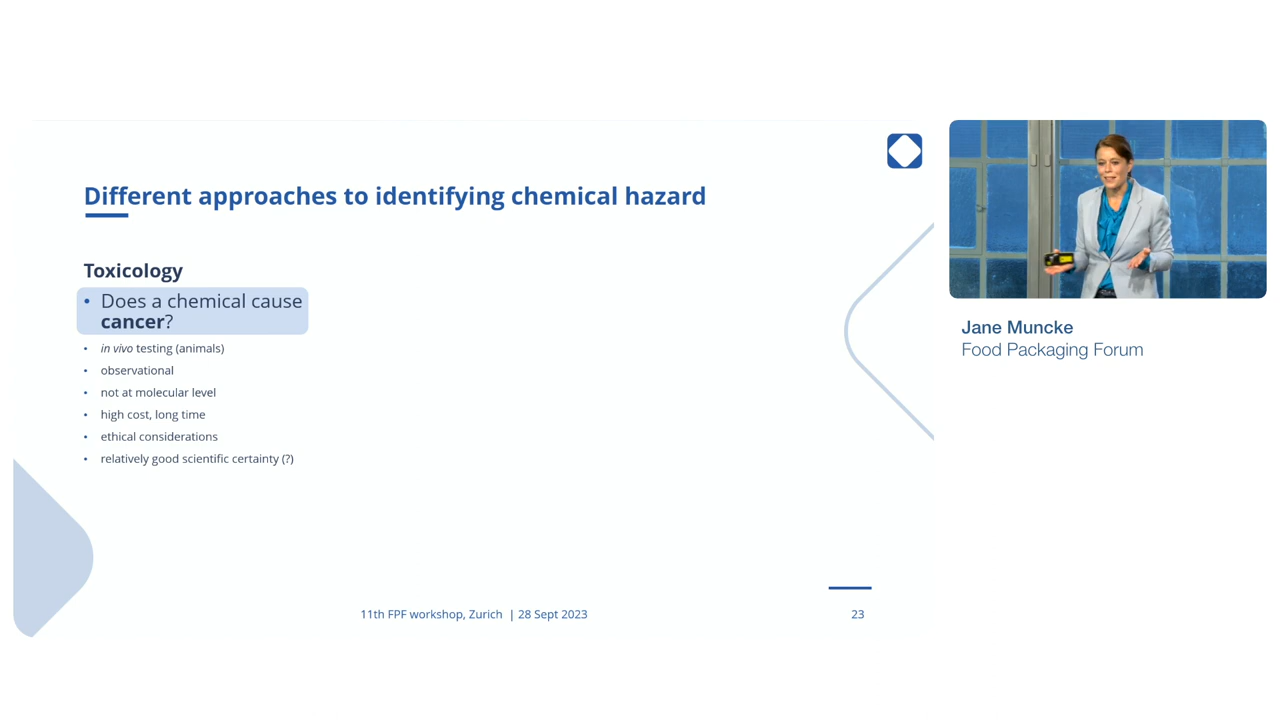 Different approaches to identifying chemical hazard
Toxicology
• Does a chemical cause
cancer?
• in vivo testing (animals)
• observational
• not at molecular level
• high cost, long time
• ethical considerations
• relatively good scientific certainty (?)
11th FPF workshop, Zurich | 28 Sept 2023
23
Jane Muncke
Food Packaging Forum